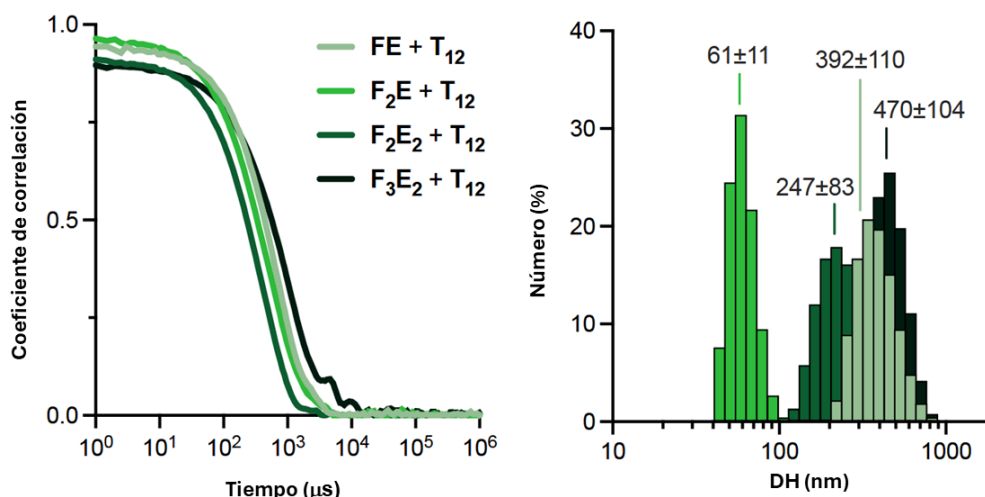 Coeficiente de correlación
1.0
0.5
0.0
10⁰ 10¹ 10² 10³ 10⁴ 10⁵ 10⁶
Tiempo (µs)
FE + T₁₂
F₂E + T₁₂
F₂E₂ + T₁₂
F₃E₂ + T₁₂
Número (%)
40
30
20
10
0
61±11
392±110
470±104
247±83
10 100 1000
DH (nm)